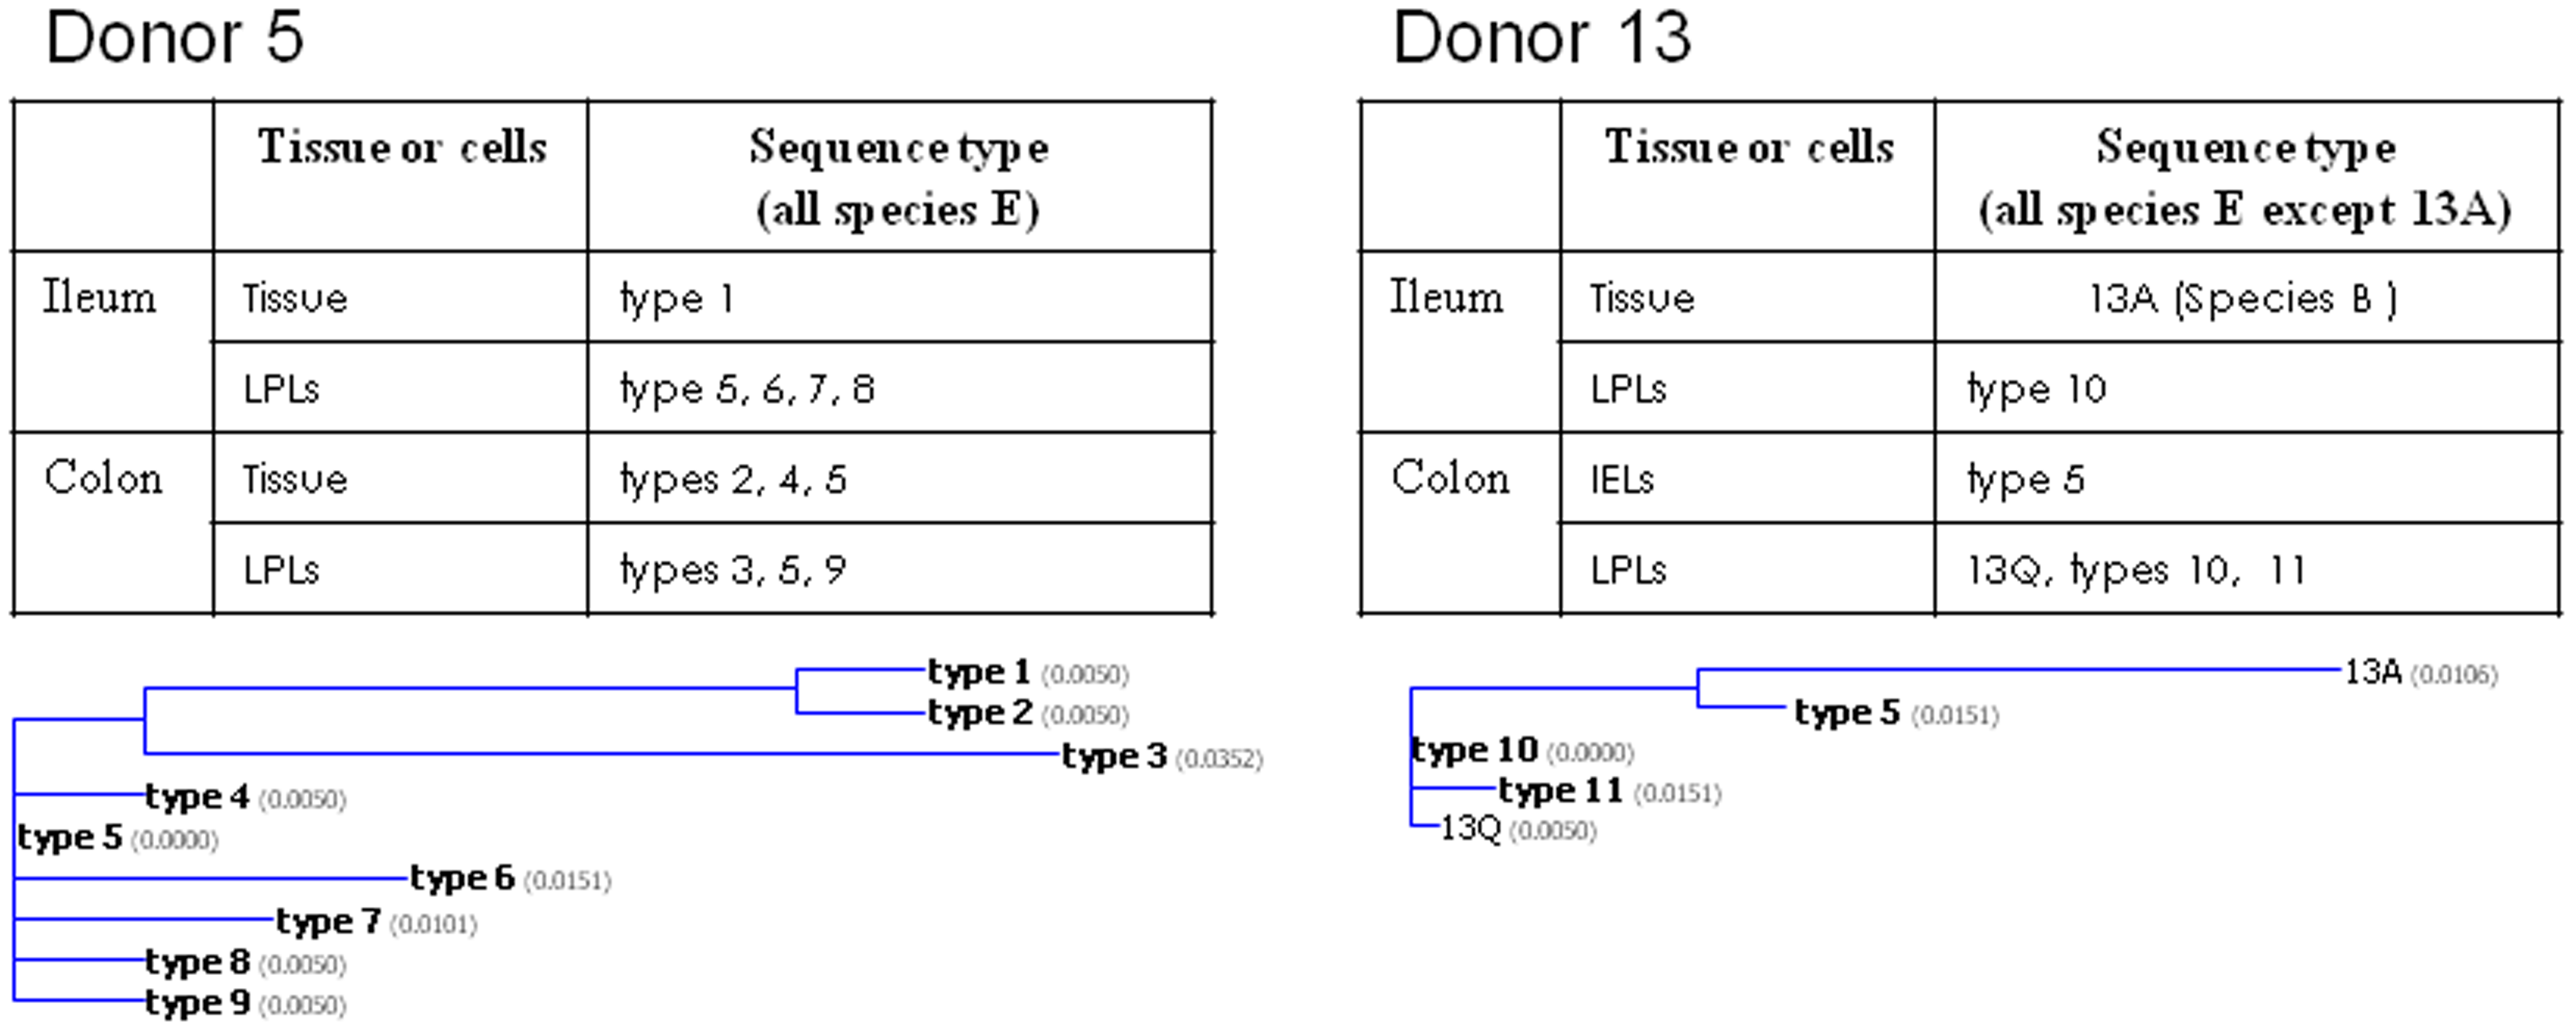 Donor 5
Tissue or cells Sequence type
(all species E)
Ileum Tissue type 1
LPLs type 5, 6, 7, 8
Colon Tissue types 2, 4, 5
LPLs types 3, 5, 9
type 1 (0.0050)
type 2 (0.0050)
type 3 (0.0352)
type 4 (0.0050)
type 5 (0.0000)
type 6 (0.0151)
type 7 (0.0101)
type 8 (0.0050)
type 9 (0.0050)
Donor 13
Tissue or cells Sequence type
(all species E except 13A)
Ileum Tissue 13A (Species B )
LPLs type 10
Colon IELs type 5
LPLs 13Q, types 10, 11
13A (0.0106)
type 5 (0.0151)
type 10 (0.0000)
type 11 (0.0151)
13Q (0.0050)